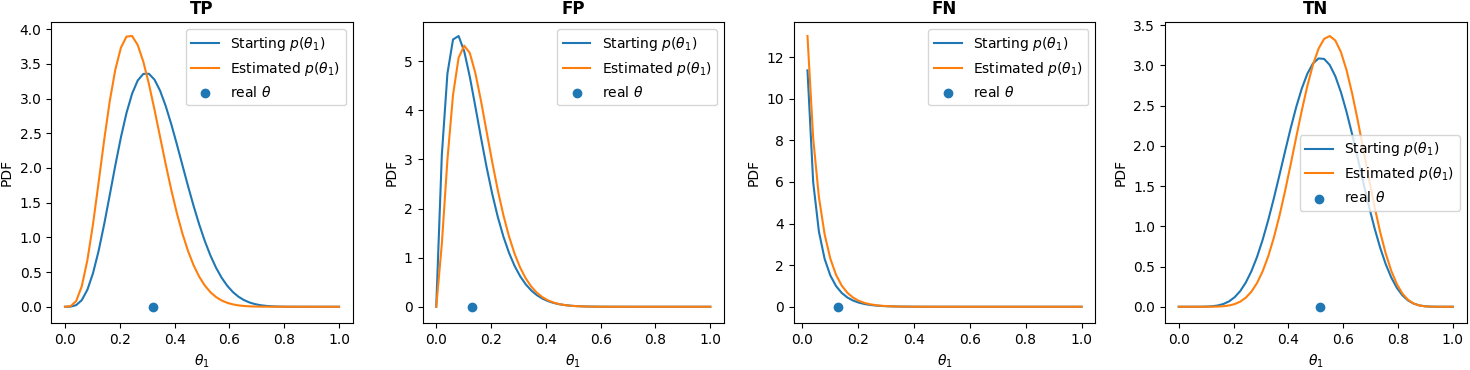 TP
4.0
3.5
3.0
2.5
2.0
1.5
1.0
0.5
0.0
PDF
Starting p(θ₁)
Estimated p(θ₁)
real θ
0.0 0.2 0.4 0.6 0.8 1.0
θ₁
FP
5
4
3
2
1
0
PDF
Starting p(θ₁)
Estimated p(θ₁)
real θ
0.0 0.2 0.4 0.6 0.8 1.0
θ₁
FN
12
10
8
6
4
2
0
PDF
Starting p(θ₁)
Estimated p(θ₁)
real θ
0.0 0.2 0.4 0.6 0.8 1.0
θ₁
TN
3.5
3.0
2.5
2.0
1.5
1.0
0.5
0.0
PDF
Starting p(θ₁)
Estimated p(θ₁)
real θ
0.0 0.2 0.4 0.6 0.8 1.0
θ₁